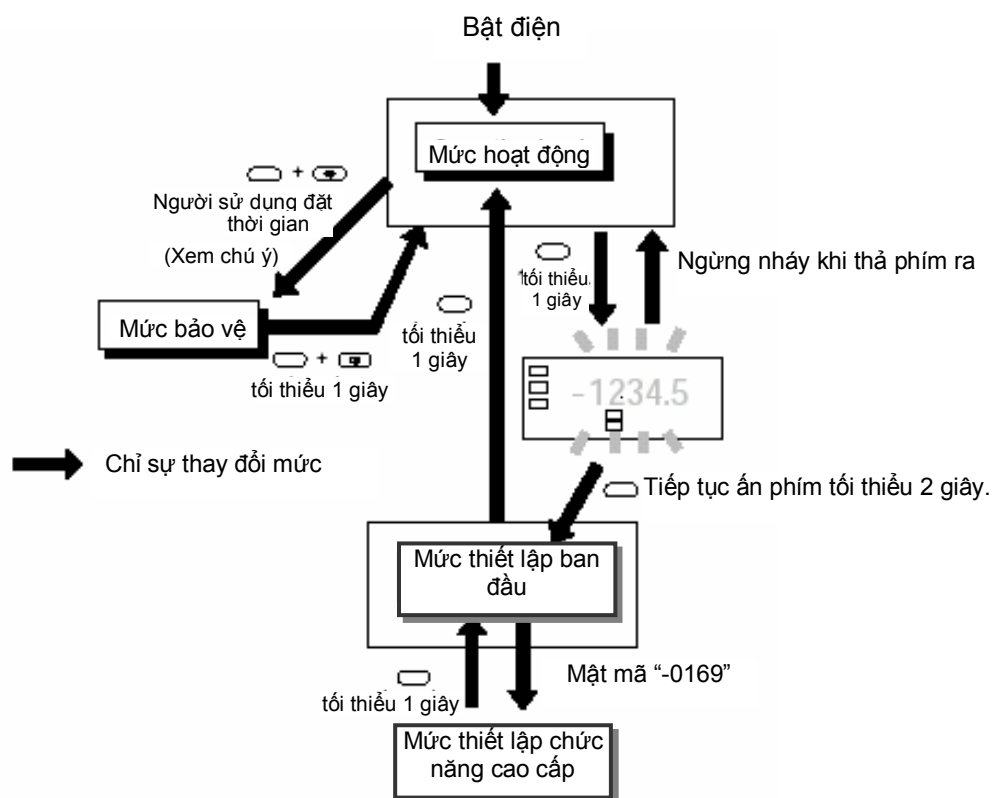 Bật điện
Mức hoạt động
+
Người sử dụng đặt
thời gian
(Xem chú ý)
Mức bảo vệ
+
tối thiểu 1 giây
tối thiểu
1 giây
tối thiểu
1 giây
Ngừng nháy khi thả phím ra
-1234.5
Chỉ sự thay đổi mức
Tiếp tục ấn phím tối thiểu 2 giây.
Mức thiết lập ban
đầu
tối thiểu 1 giây
Mật mã “-0169”
Mức thiết lập chức
năng cao cấp